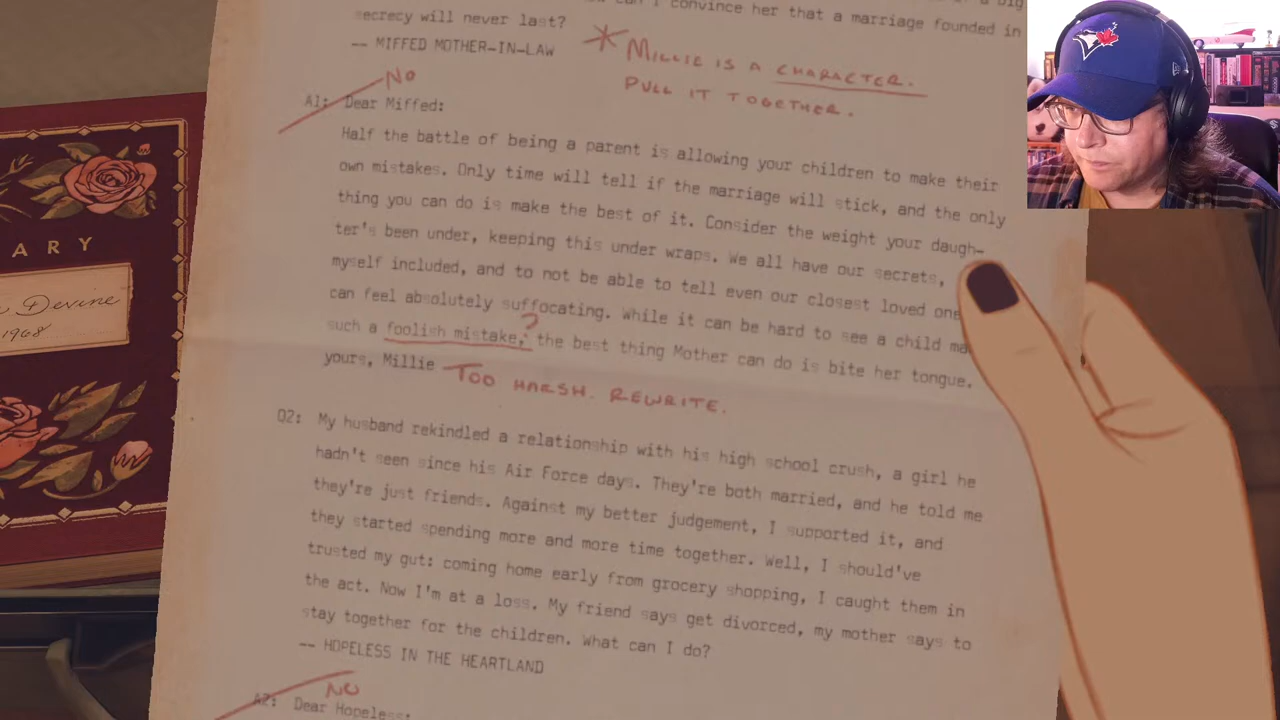 convince her that a marriage founded in
secrecy will never last?
-- MIFFED MOTHER-IN-LAW
* MILLIE IS A CHARACTER.
PULL IT TOGETHER.
NO
A1: Dear Miffed:
Half the battle of being a parent is allowing your children to make their
own mistakes. Only time will tell if the marriage will stick, and the only
thing you can do is make the best of it. Consider the weight your daugh-
ter's been under, keeping this under wraps. We all have our secrets,
myself included, and to not be able to tell even our closest loved one
can feel absolutely suffocating. While it can be hard to see a child ma
such a foolish mistake,? the best thing Mother can do is bite her tongue.
yours, Millie
TOO HARSH. REWRITE.
Q2: My husband rekindled a relationship with his high school crush, a girl he
hadn't seen since his Air Force days. They're both married, and he told me
they're just friends. Against my better judgement, I supported it, and
they started spending more and more time together. Well, I should've
trusted my gut: coming home early from grocery shopping, I caught them in
the act. Now I'm at a loss. My friend says get divorced, my mother says to
stay together for the children. What can I do?
-- HOPELESS IN THE HEARTLAND
NO
A2: Dear Hopeless:
ARY
Devine
1968